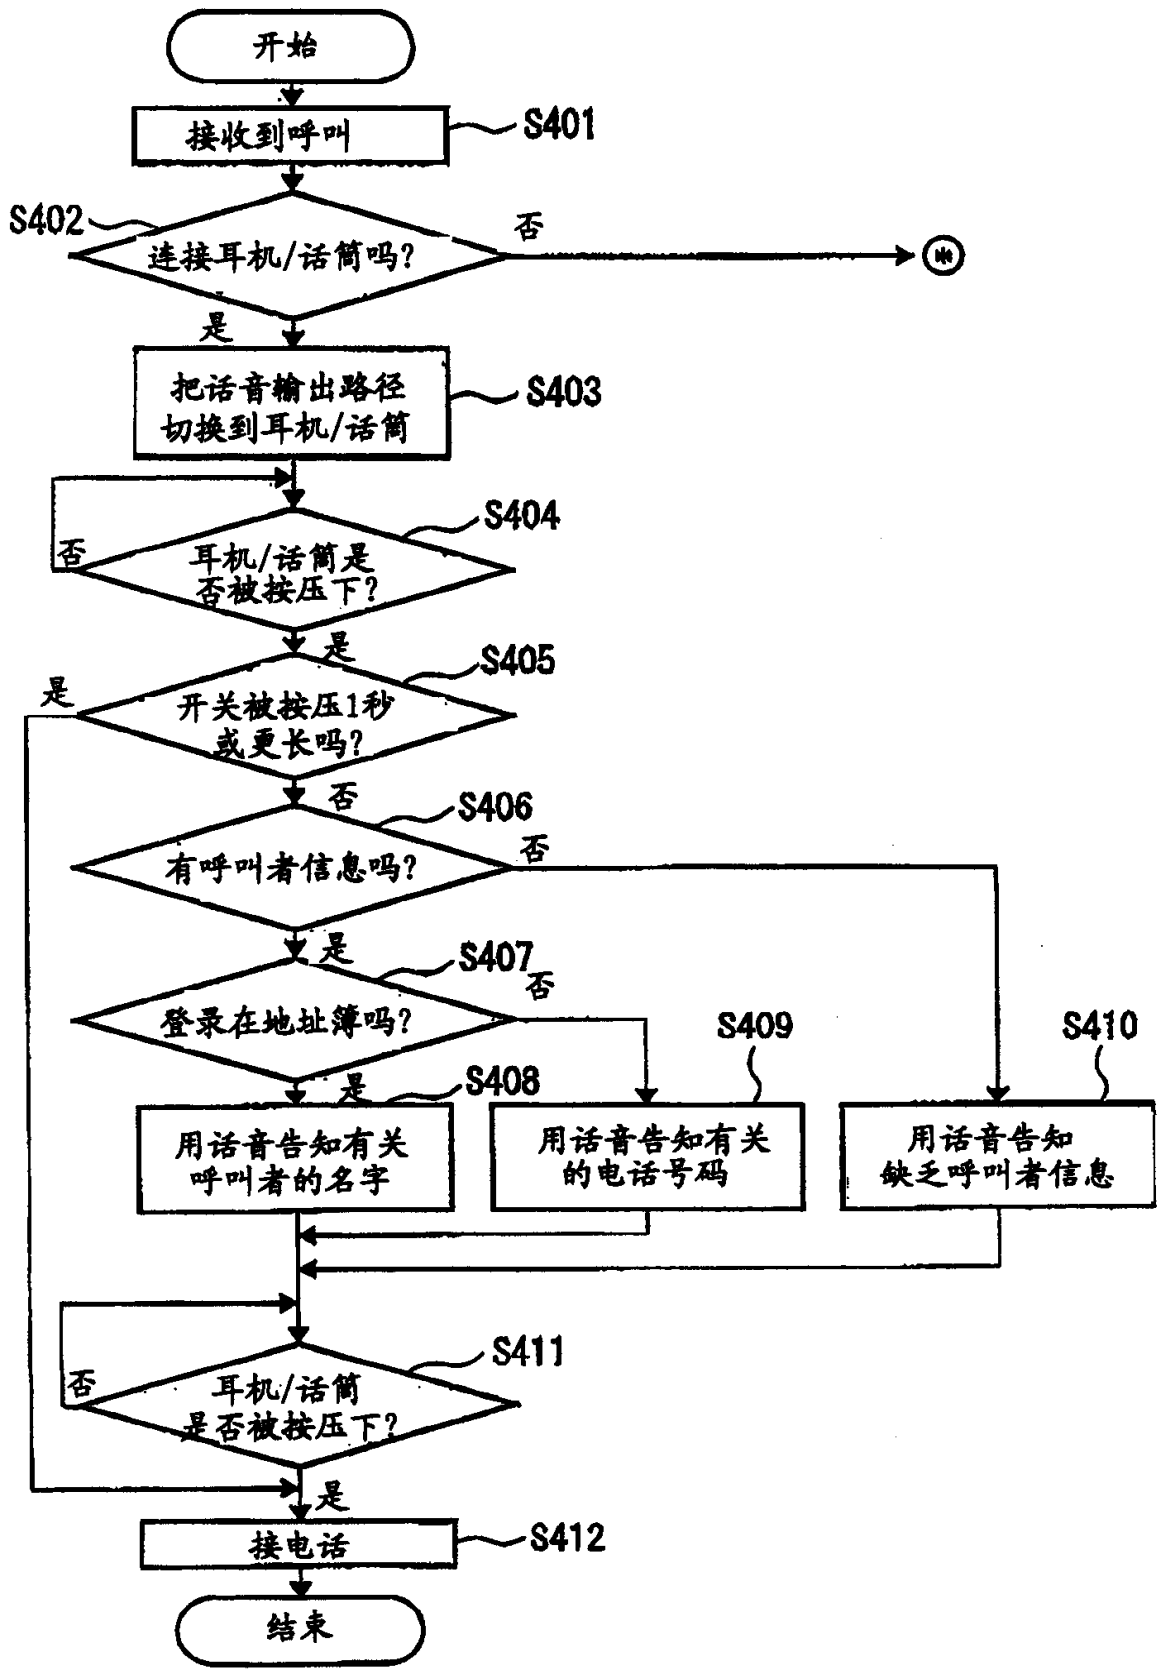 开始
接收到呼叫
S401
S402
连接耳机/话筒吗?
否
※
是
把话音输出路径
切换到耳机/话筒
S403
S404
否
耳机/话筒是
否被按压下?
是
S405
是
开关被按压1秒
或更长吗?
否
S406
有呼叫者信息吗?
否
是
S407
登录在地址簿吗?
否
是
S408
S409
S410
用话音告知有关
呼叫者的名字
用话音告知有关
的电话号码
用话音告知
缺乏呼叫者信息
S411
否
耳机/话筒
是否被按压下?
是
接电话
S412
结束